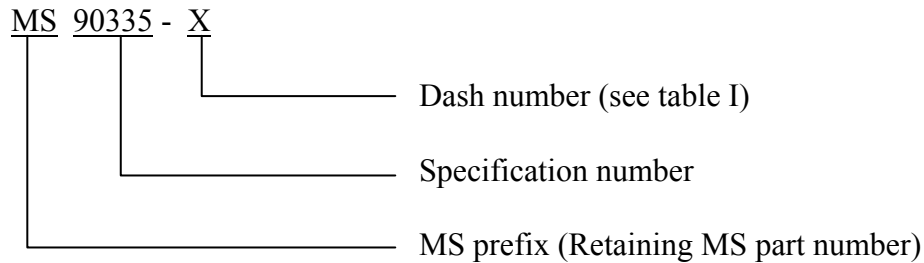 MS 90335 - X
Dash number (see table I)
Specification number
MS prefix (Retaining MS part number)